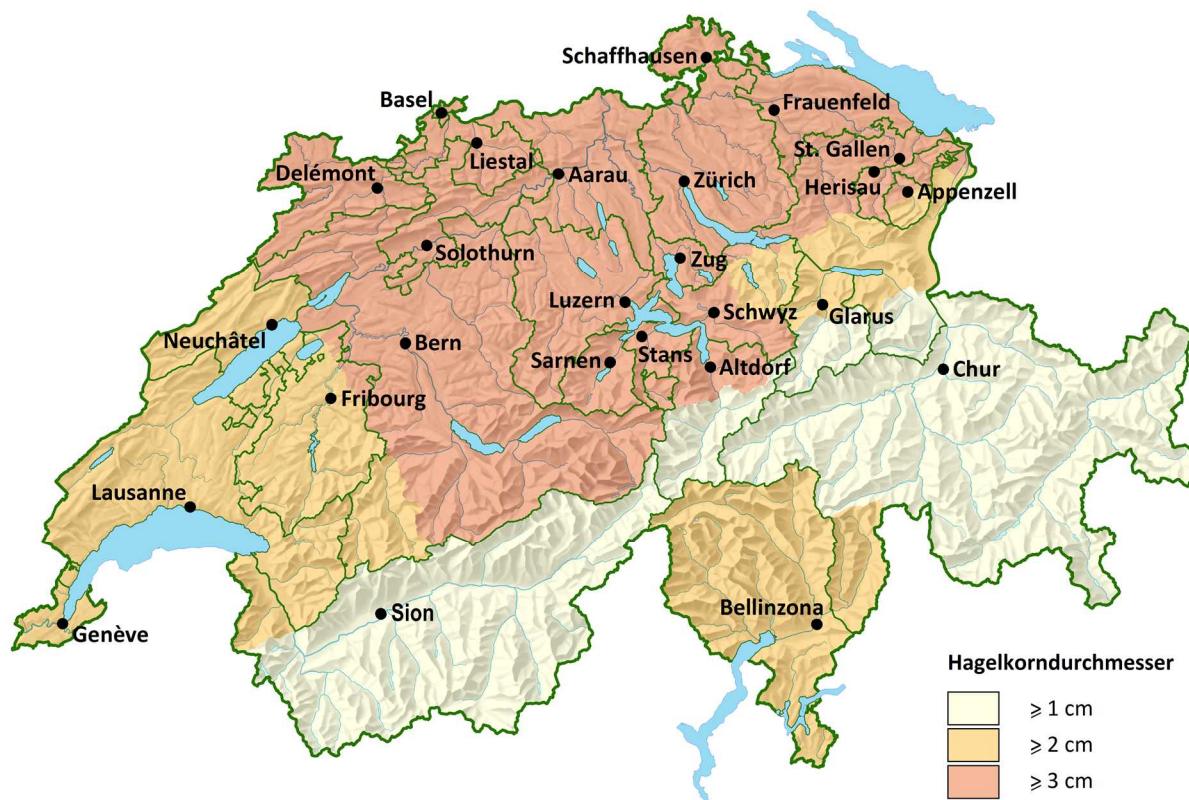 Schaffhausen
Basel
Frauenfeld
Liestal
St. Gallen
Delémont
Aarau
Zürich
Herisau
Appenzell
Solothurn
Zug
Luzern
Schwyz
Glarus
Neuchâtel
Bern
Stans
Sarnen
Altdorf
Chur
Fribourg
Lausanne
Bellinzona
Sion
Genève
Hagelkorndurchmesser
⩾ 1 cm
⩾ 2 cm
⩾ 3 cm